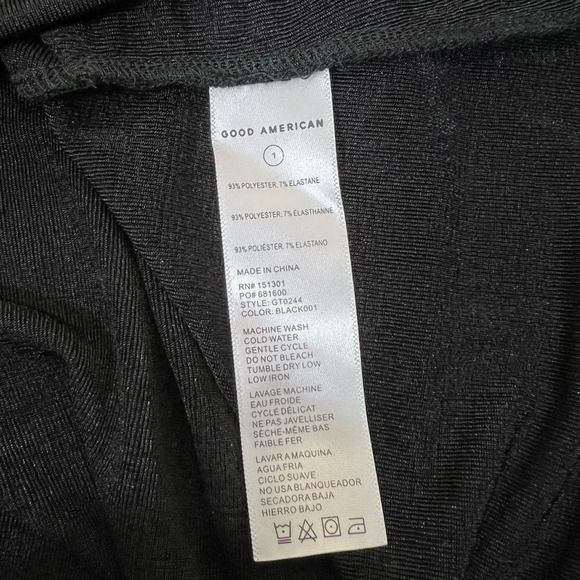 GOOD AMERICAN
1
93% POLYESTER, 7% ELASTANE
93% POLYESTER, 7% ELASTHANNE
93% POLIÉSTER, 7% ELASTANO
MADE IN CHINA
RN# 151301
PO# 681600
STYLE: GT0244
COLOR: BLACK001
MACHINE WASH
COLD WATER
GENTLE CYCLE
DO NOT BLEACH
TUMBLE DRY LOW
LOW IRON
LAVAGE MACHINE
EAU FROIDE
CYCLE DÉLICAT
NE PAS JAVELLISER
SÈCHE-MÊME BAS
FAIBLE FER
LAVAR A MAQUINA
AGUA FRIA
CICLO SUAVE
NO USA BLANQUEADOR
SECADORA BAJA
HIERRO BAJO